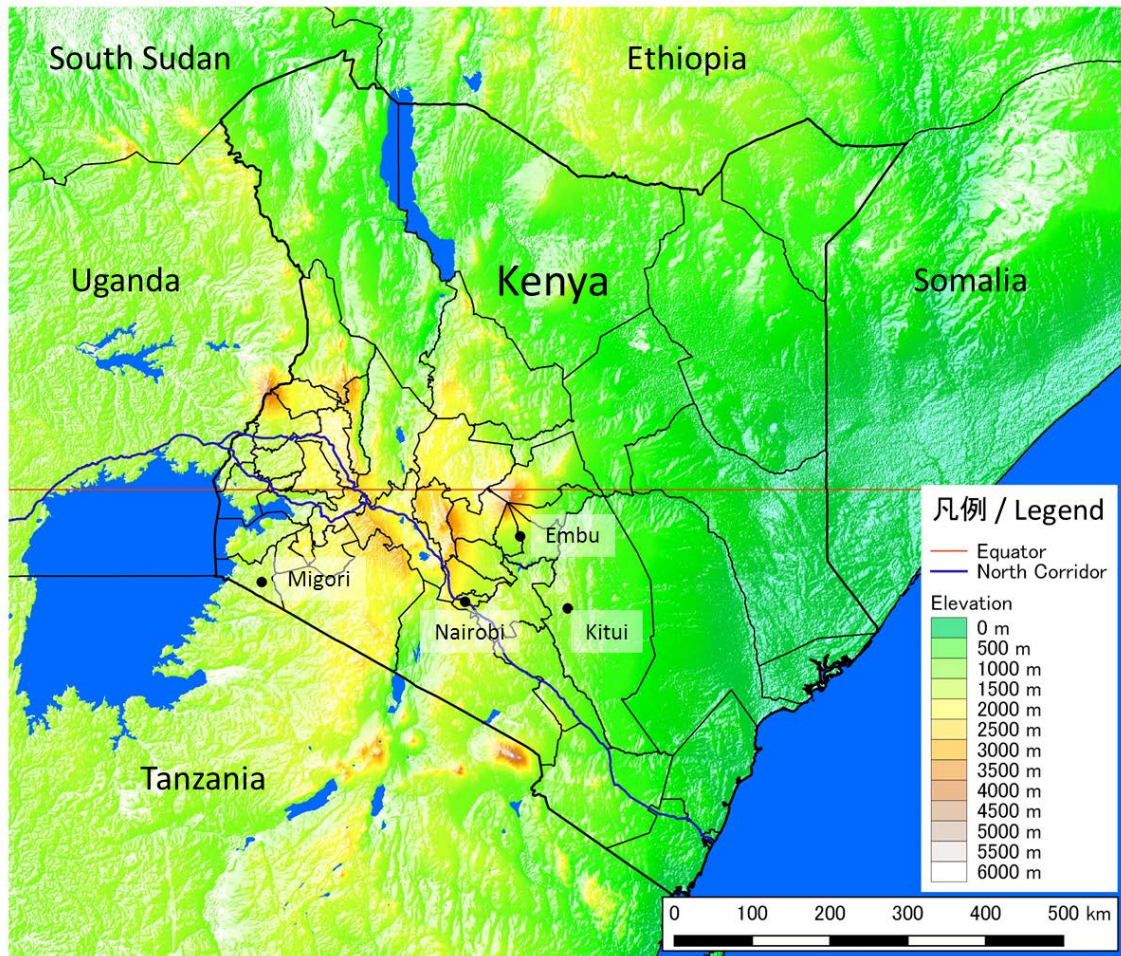 South Sudan
Ethiopia
Uganda
Kenya
Somalia
Embu
Migori
Nairobi
Kitui
Tanzania
凡例 / Legend
Equator
North Corridor
Elevation
0 m
500 m
1000 m
1500 m
2000 m
2500 m
3000 m
3500 m
4000 m
4500 m
5000 m
5500 m
6000 m
0 100 200 300 400 500 km